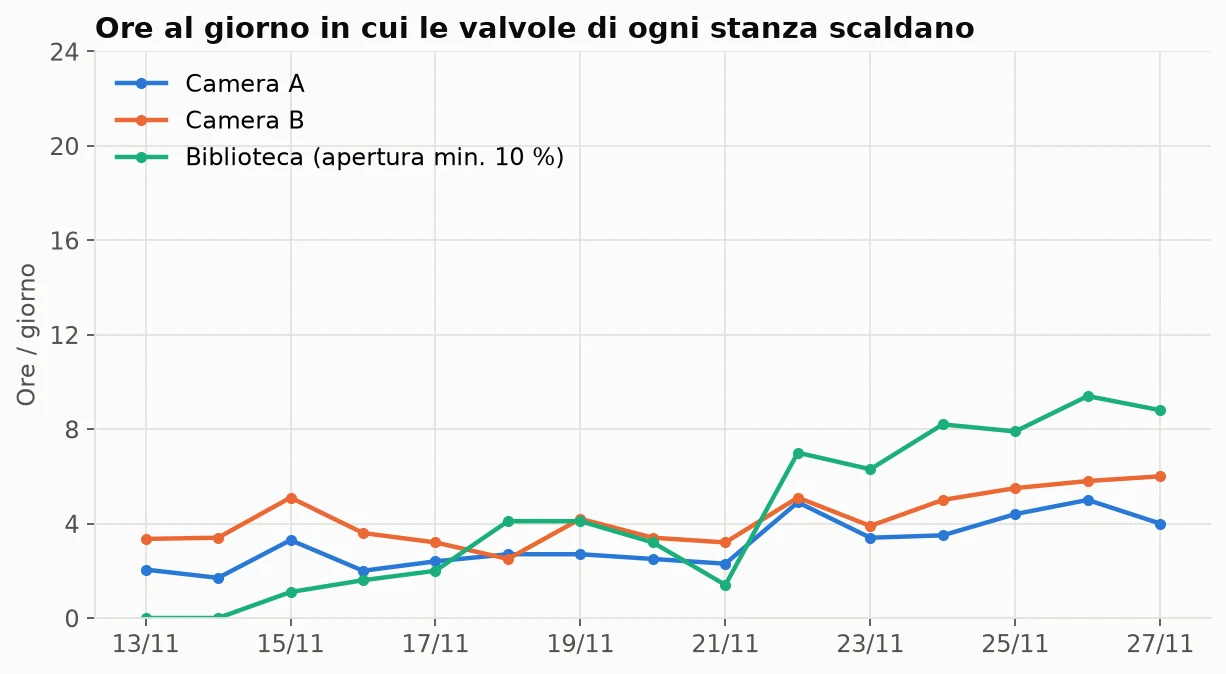 Ore al giorno in cui le valvole di ogni stanza scaldano
Camera A
Camera B
Biblioteca (apertura min. 10 %)
Ore / giorno
24
20
16
12
8
4
0
13/11 15/11 17/11 19/11 21/11 23/11 25/11 27/11